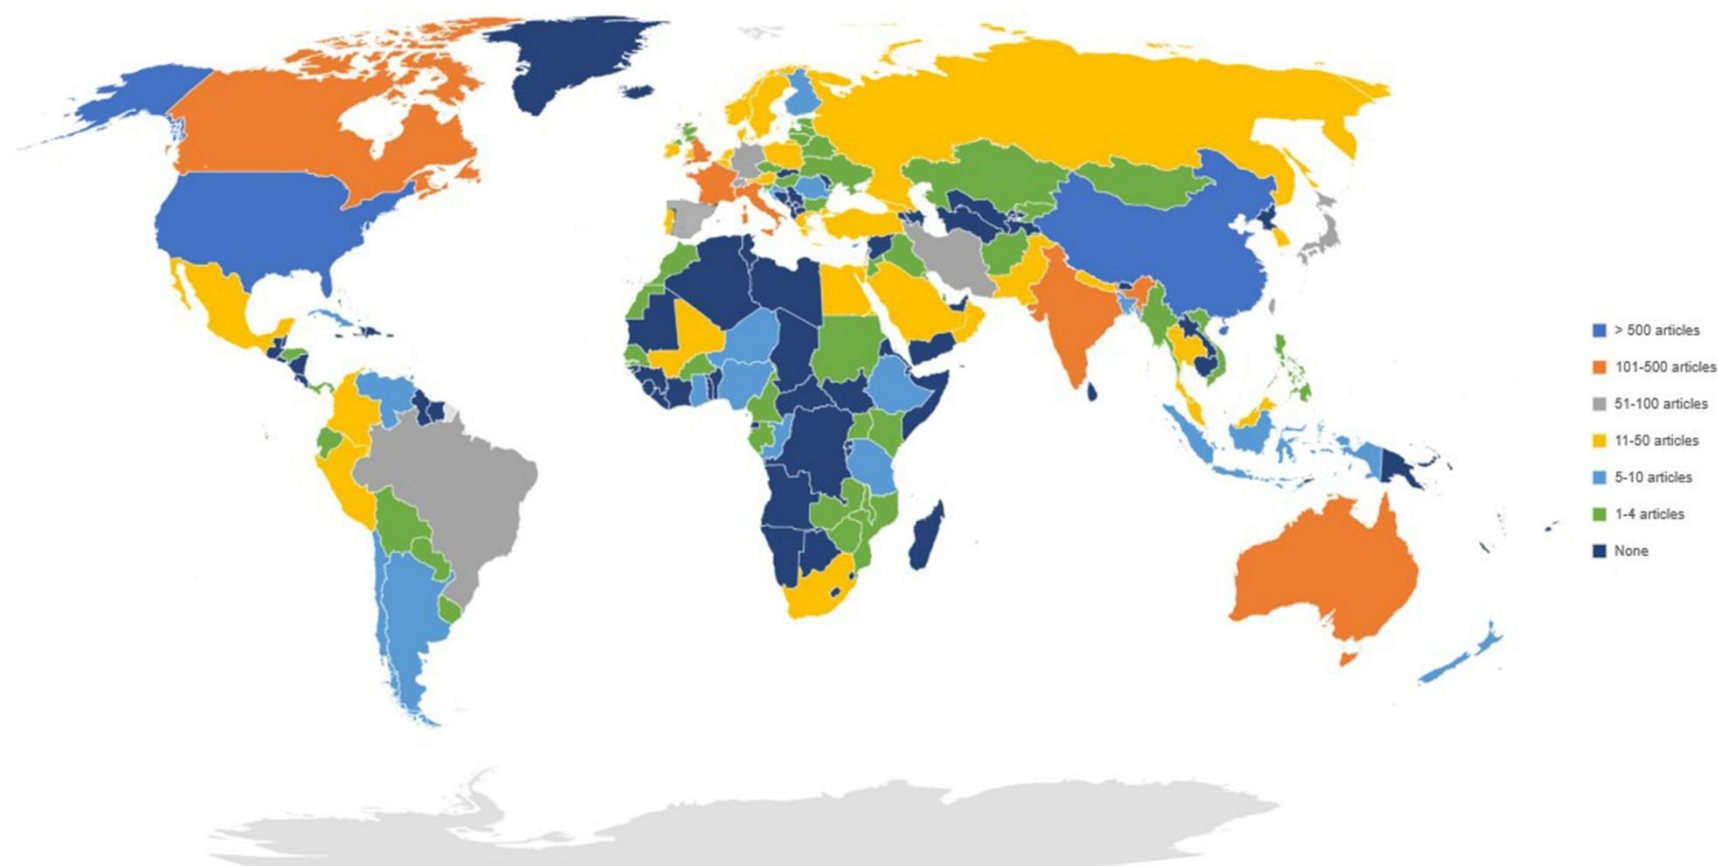 > 500 articles
101-500 articles
51-100 articles
11-50 articles
5-10 articles
1-4 articles
None